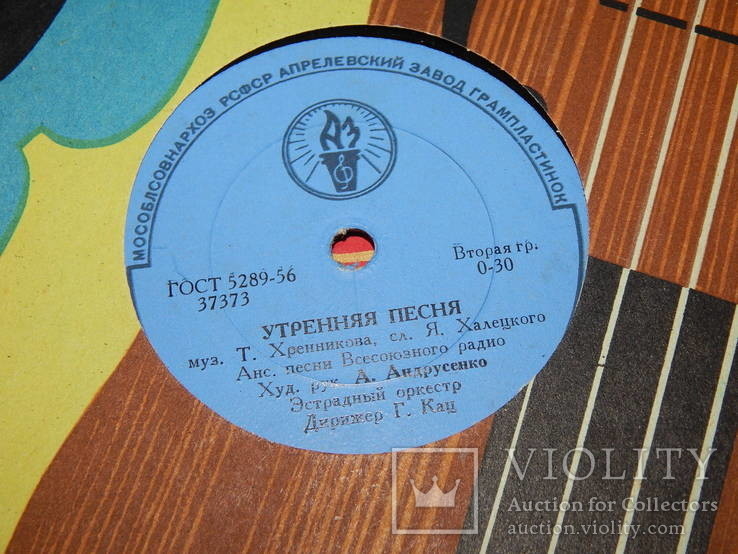 МОСОБЛСОВНАРХОЗ РСФСР АПРЕЛЕВСКИЙ ЗАВОД ГРАМПЛАСТИНОК
АЗ
ГОСТ 5289-56
37373
Вторая гр.
0-30
УТРЕННЯЯ ПЕСНЯ
муз. Т. Хренникова, сл. Я. Халецкого
Анс. песни Всесоюзного радио
Худ. рук. А. Андрусенко
Эстрадный оркестр
Дирижер Г. Кац
VIOLITY
Auction for Collectors
auction.violity.com